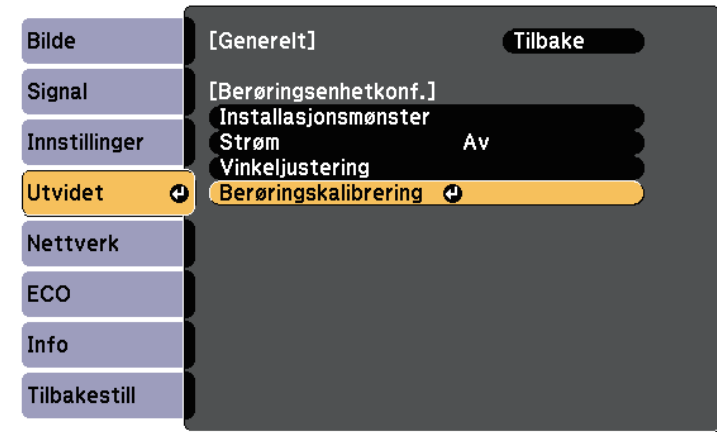 Bilde
Signal
Innstillinger
Utvidet
Nettverk
ECO
Info
Tilbakestill
[Generelt] Tilbake
[Berøringsenhetkonf.]
Installasjonsmønster
Strøm Av
Vinkeljustering
Berøringskalibrering